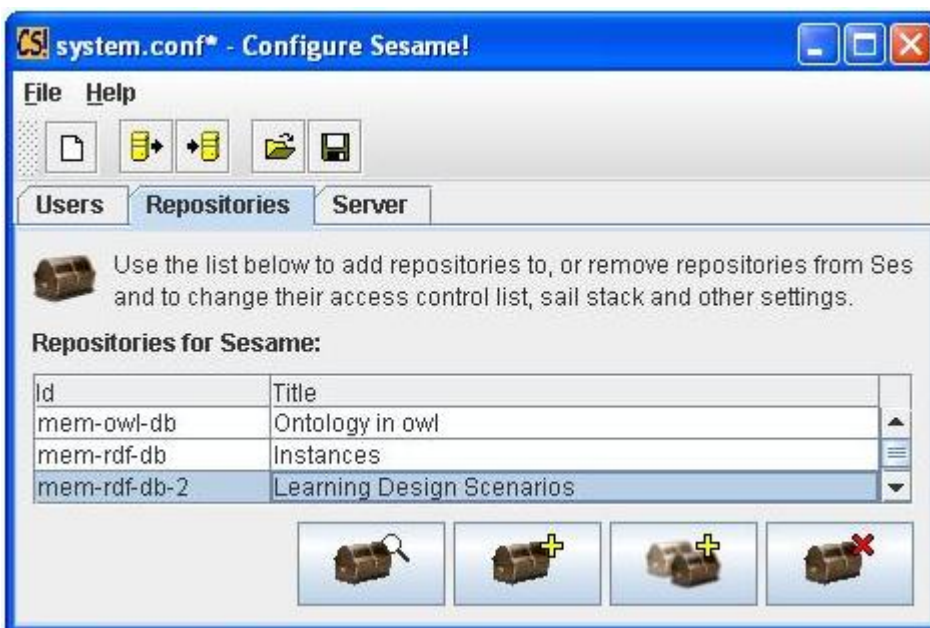 CS! system.conf* - Configure Sesame!
File Help
Users Repositories Server
Use the list below to add repositories to, or remove repositories from Ses
and to change their access control list, sail stack and other settings.
Repositories for Sesame:
Id Title
mem-owl-db Ontology in owl
mem-rdf-db Instances
mem-rdf-db-2 Learning Design Scenarios